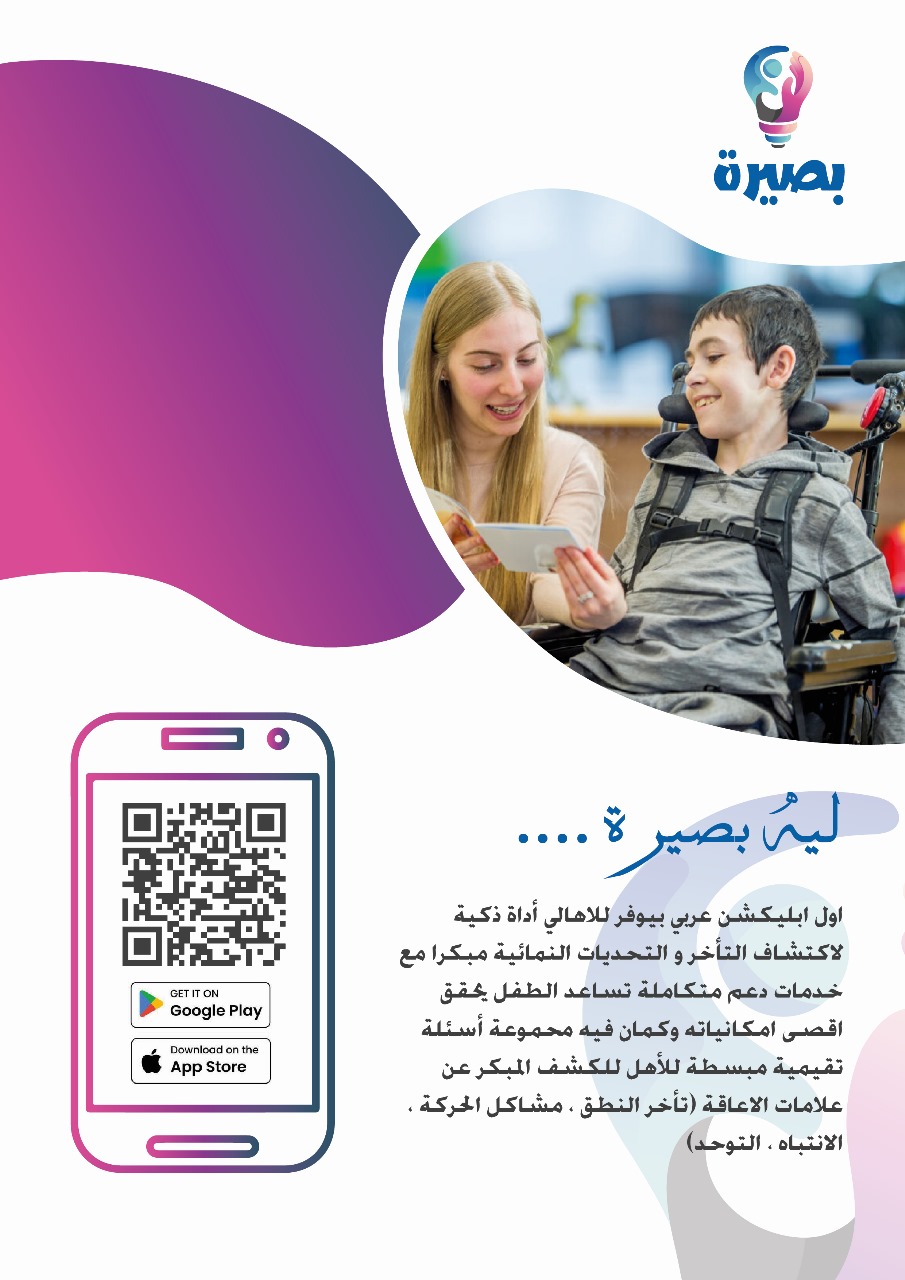 بصيرة
ليهُ بصيرة ....
اول ابليكشن عربي بيوفر للاهالي أداة ذكية
لاكتشاف التأخر و التحديات النمائية مبكرا مع
خدمات دعم متكاملة تساعد الطفل يحقق
اقصى امكانياته وكمان فيه محموعة أسئلة
تقيمية مبسطة للأهل للكشف المبكر عن
علامات الاعاقة (تأخر النطق ، مشاكل الحركة ،
الانتباه ، التوحد)
GET IT ON
Google Play
Download on the
App Store